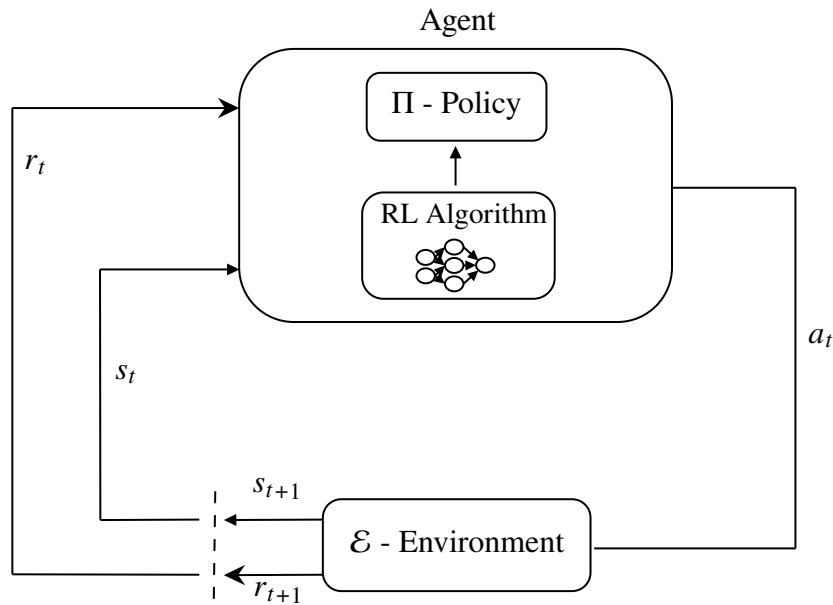 Agent
Π - Policy
r_t
RL Algorithm
a_t
s_t
s_{t+1}
ℰ - Environment
r_{t+1}